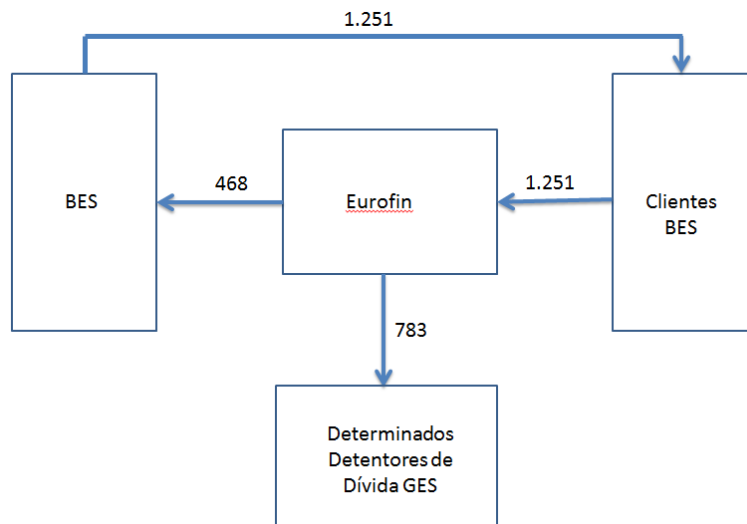 1.251
BES
468
Eurofin
1.251
Clientes
BES
783
Determinados
Detentores de
Dívida GES